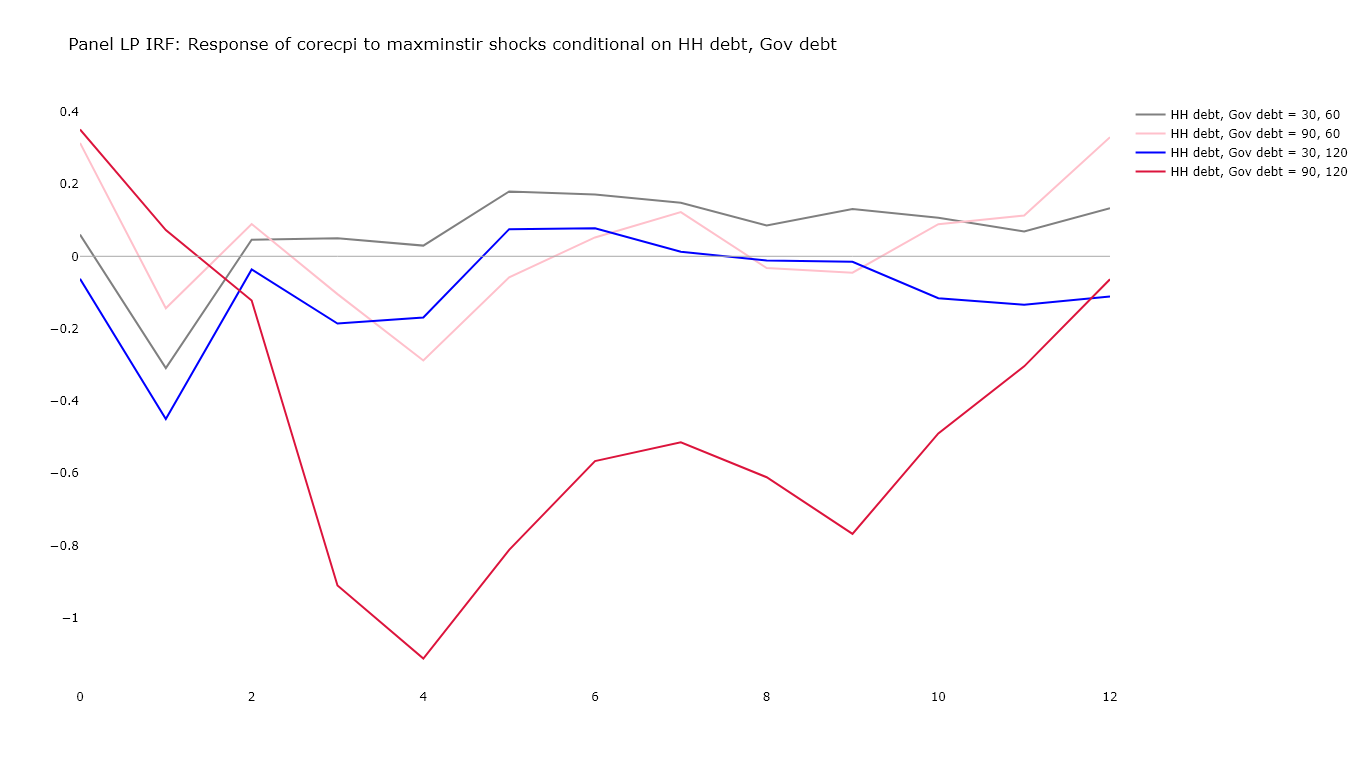 Panel LP IRF: Response of corecpi to maxminstir shocks conditional on HH debt, Gov debt
0.4
0.2
0
−0.2
−0.4
−0.6
−0.8
−1
0 2 4 6 8 10 12
HH debt, Gov debt = 30, 60
HH debt, Gov debt = 90, 60
HH debt, Gov debt = 30, 120
HH debt, Gov debt = 90, 120